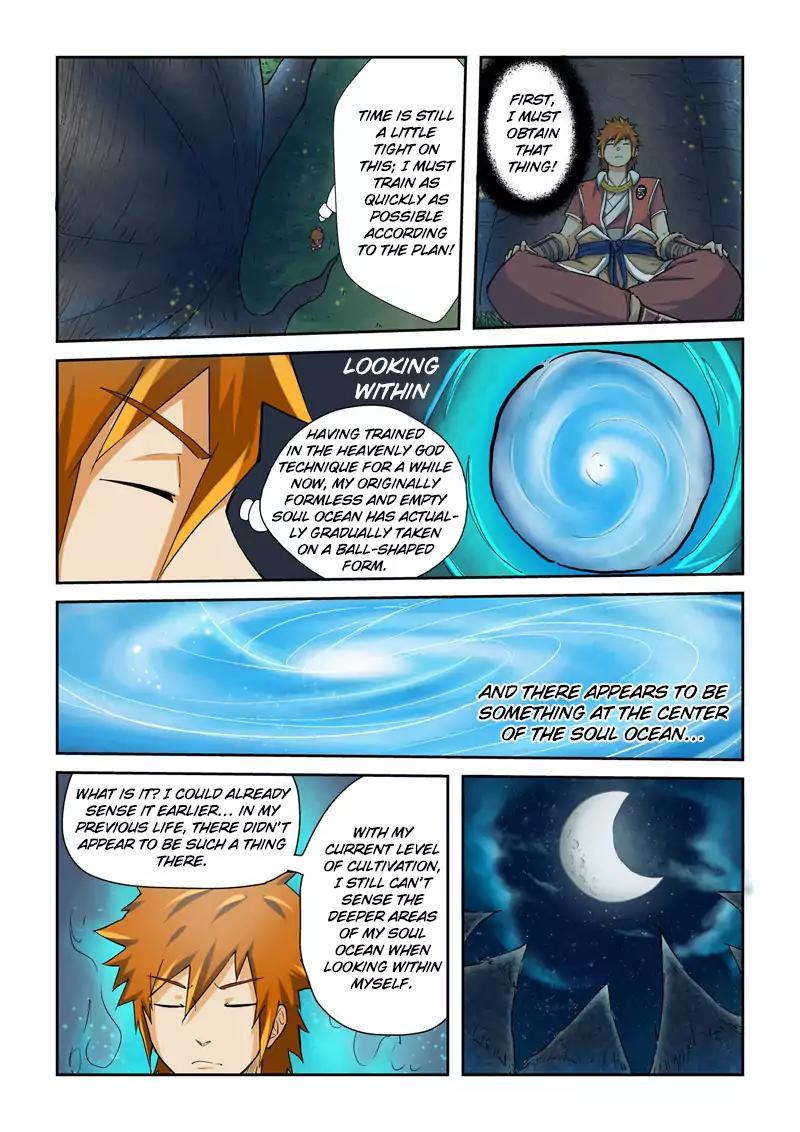 TIME IS STILL
A LITTLE
TIGHT ON
THIS; I MUST
TRAIN AS
QUICKLY AS
POSSIBLE
ACCORDING
TO THE PLAN!
FIRST,
I MUST
OBTAIN
THAT
THING!
LOOKING
WITHIN
HAVING TRAINED
IN THE HEAVENLY GOD
TECHNIQUE FOR A WHILE
NOW, MY ORIGINALLY
FORMLESS AND EMPTY
SOUL OCEAN HAS ACTUAL-
LY GRADUALLY TAKEN
ON A BALL-SHAPED
FORM.
AND THERE APPEARS TO BE
SOMETHING AT THE CENTER
OF THE SOUL OCEAN...
WHAT IS IT? I COULD ALREADY
SENSE IT EARLIER... IN MY
PREVIOUS LIFE, THERE DIDN'T
APPEAR TO BE SUCH A THING
THERE.
WITH MY
CURRENT LEVEL
OF CULTIVATION,
I STILL CAN'T
SENSE THE
DEEPER AREAS
OF MY SOUL
OCEAN WHEN
LOOKING WITHIN
MYSELF.